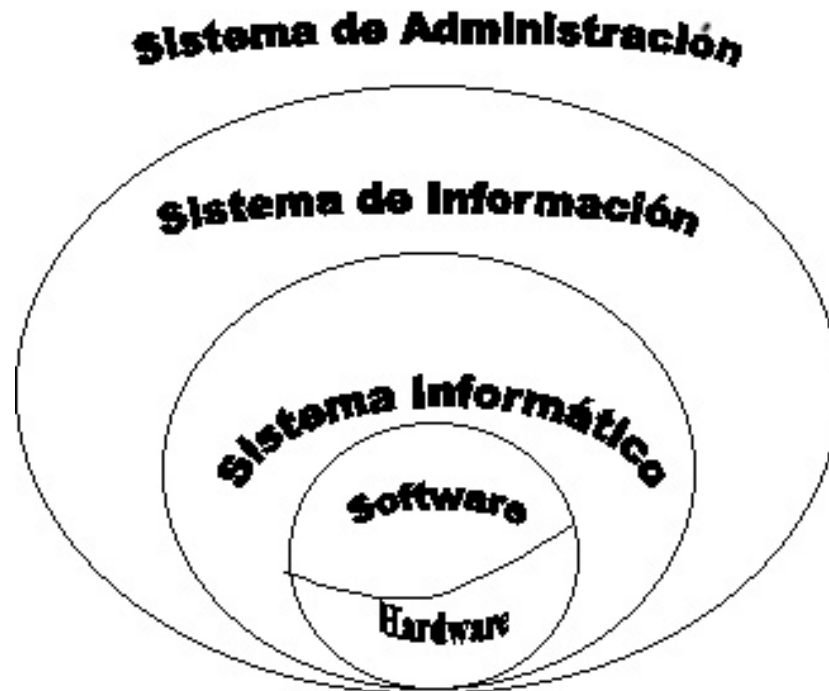 Sistema de Administración
Sistema de Información
Sistema Informático
Software
Hardware